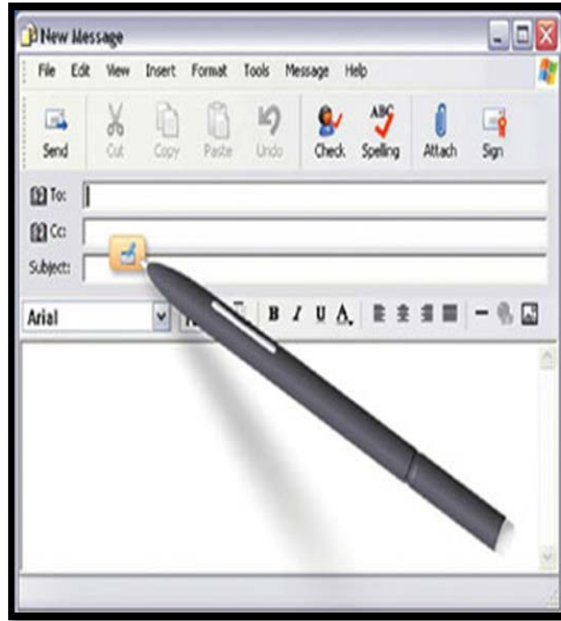 New Message
File Edit View Insert Format Tools Message Help
ABC
Send Cut Copy Paste Undo Check Spelling Attach Sign
To:
Cc:
Subject:
Arial B I U A